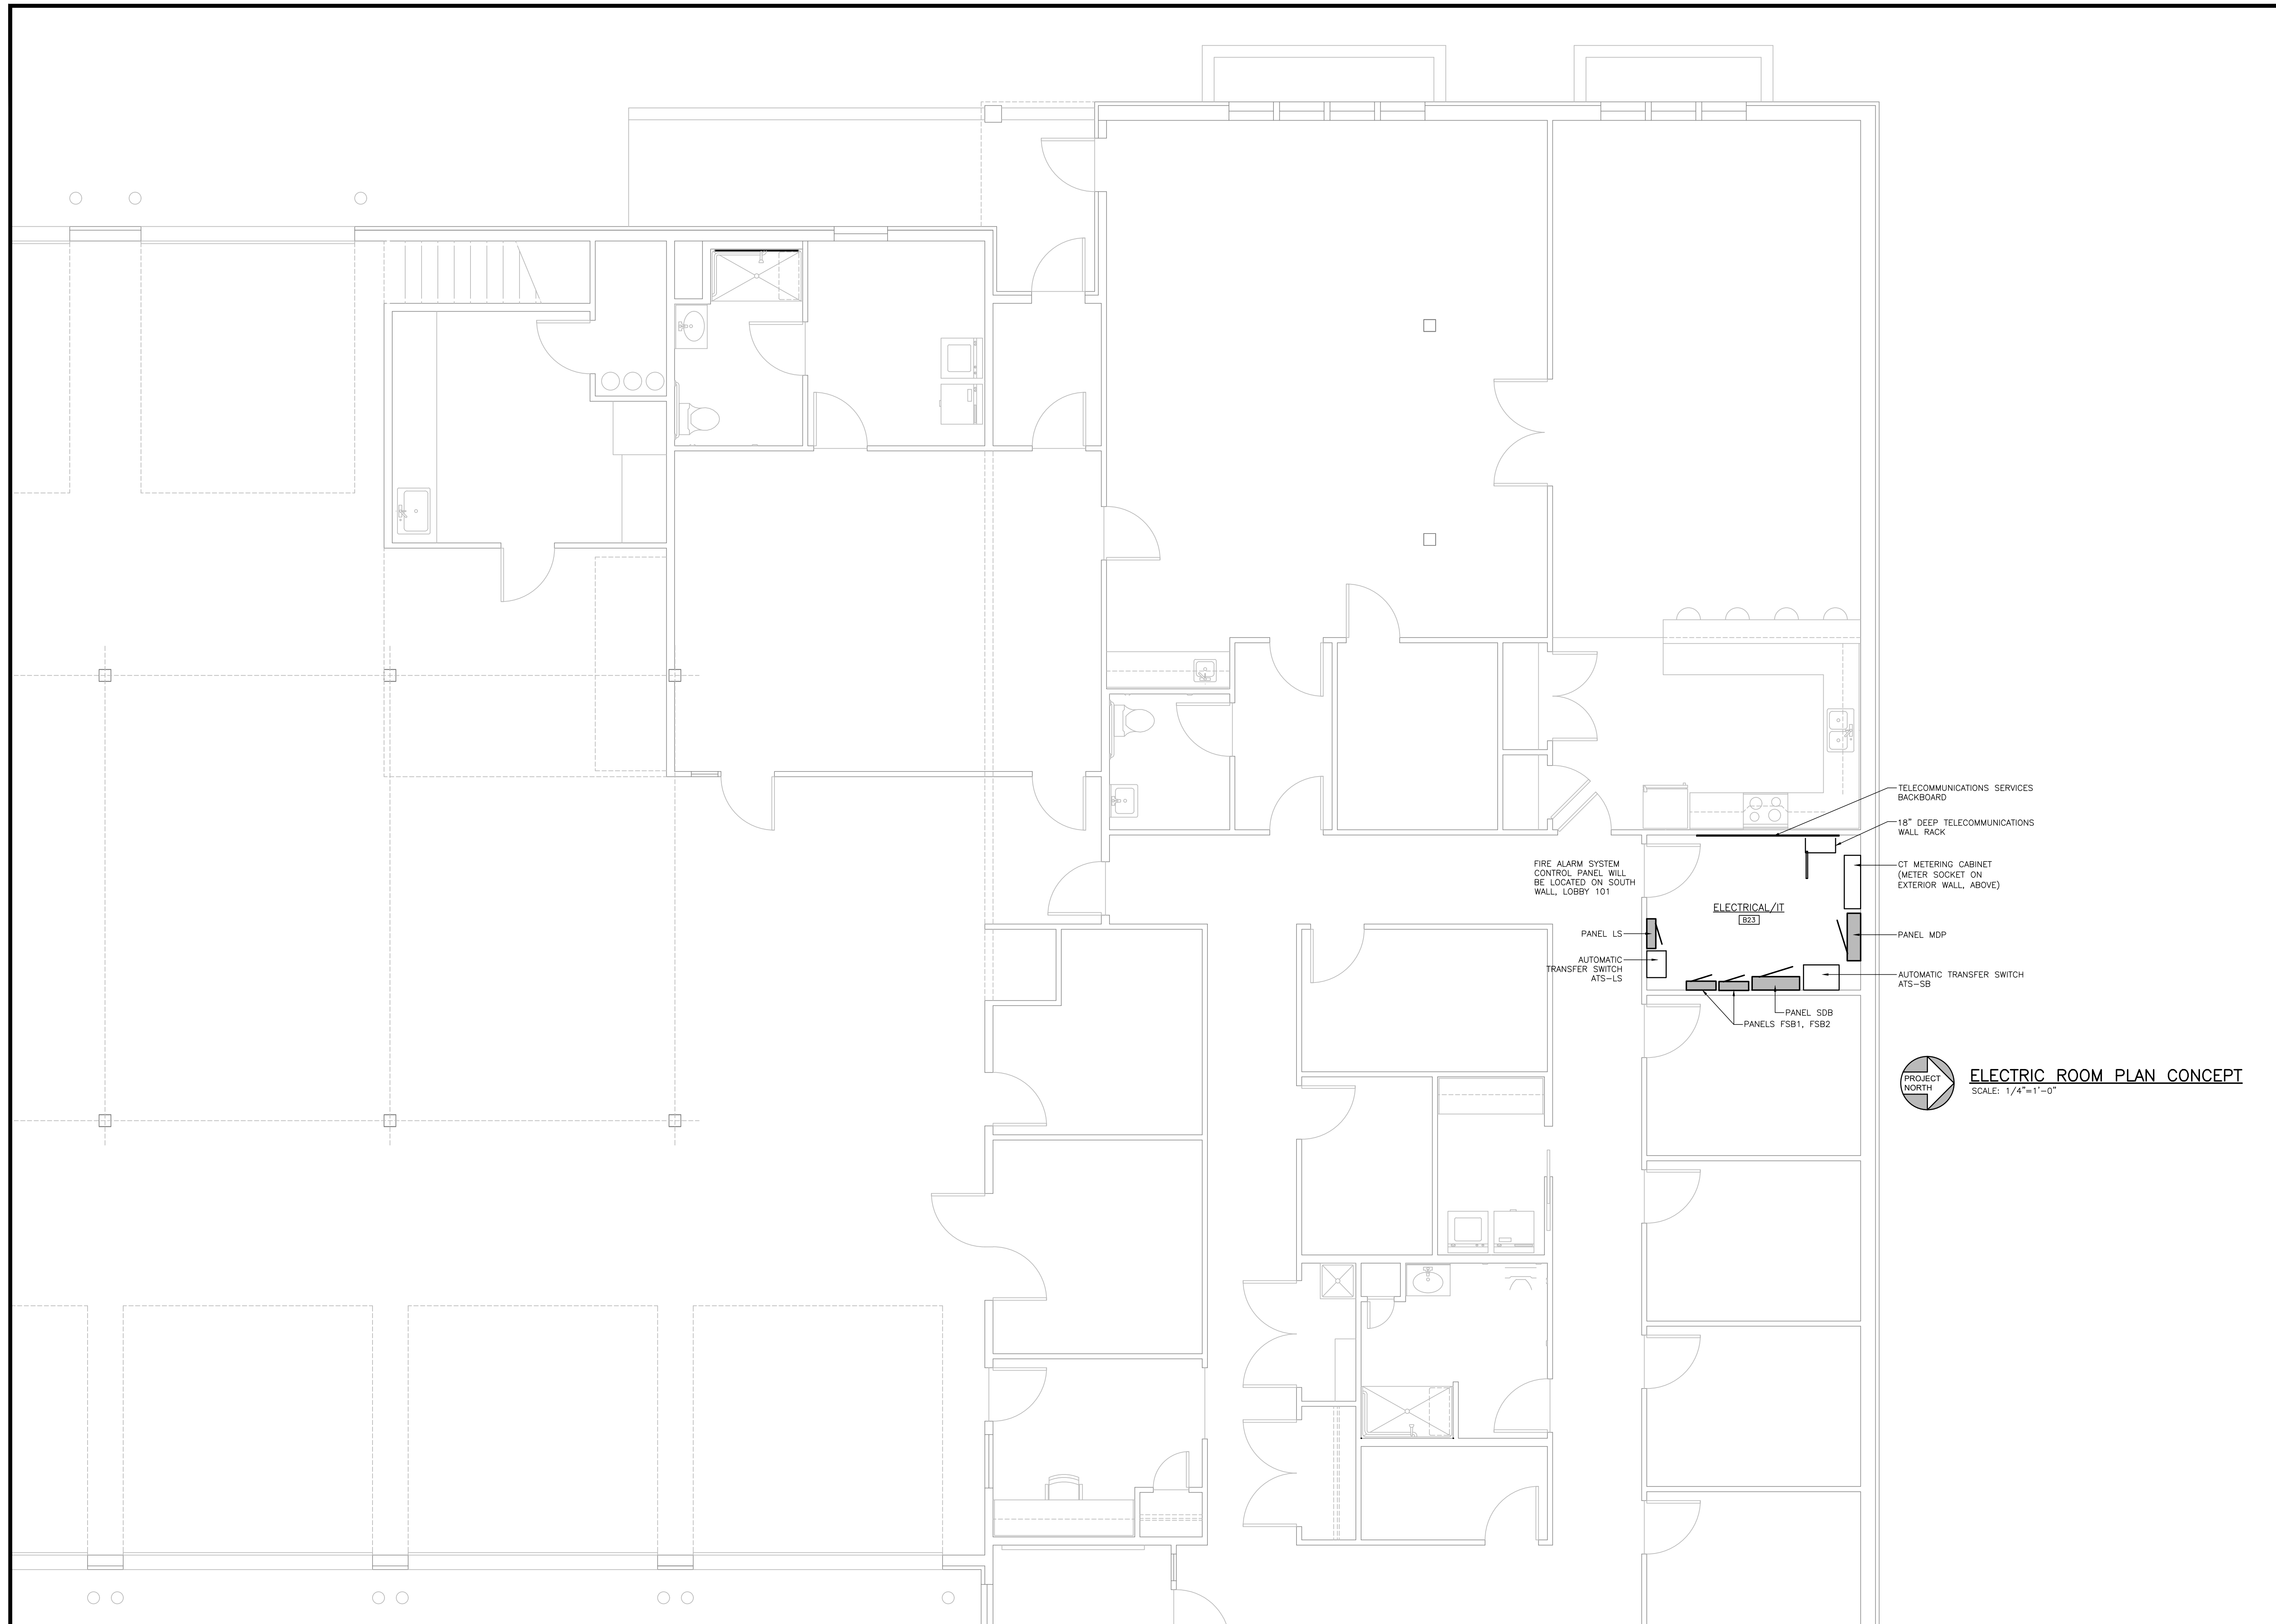 TELECOMMUNICATIONS SERVICES
BACKBOARD
18" DEEP TELECOMMUNICATIONS
WALL RACK
CT METERING CABINET
(METER SOCKET ON
EXTERIOR WALL, ABOVE)
FIRE ALARM SYSTEM
CONTROL PANEL WILL
BE LOCATED ON SOUTH
WALL, LOBBY 101
ELECTRICAL/IT
B23
PANEL LS
PANEL MDP
AUTOMATIC
TRANSFER SWITCH
ATS-LS
AUTOMATIC TRANSFER SWITCH
ATS-SB
PANEL SDB
PANELS FSB1, FSB2
PROJECT
NORTH
ELECTRIC ROOM PLAN CONCEPT
SCALE: 1/4"=1'-0"